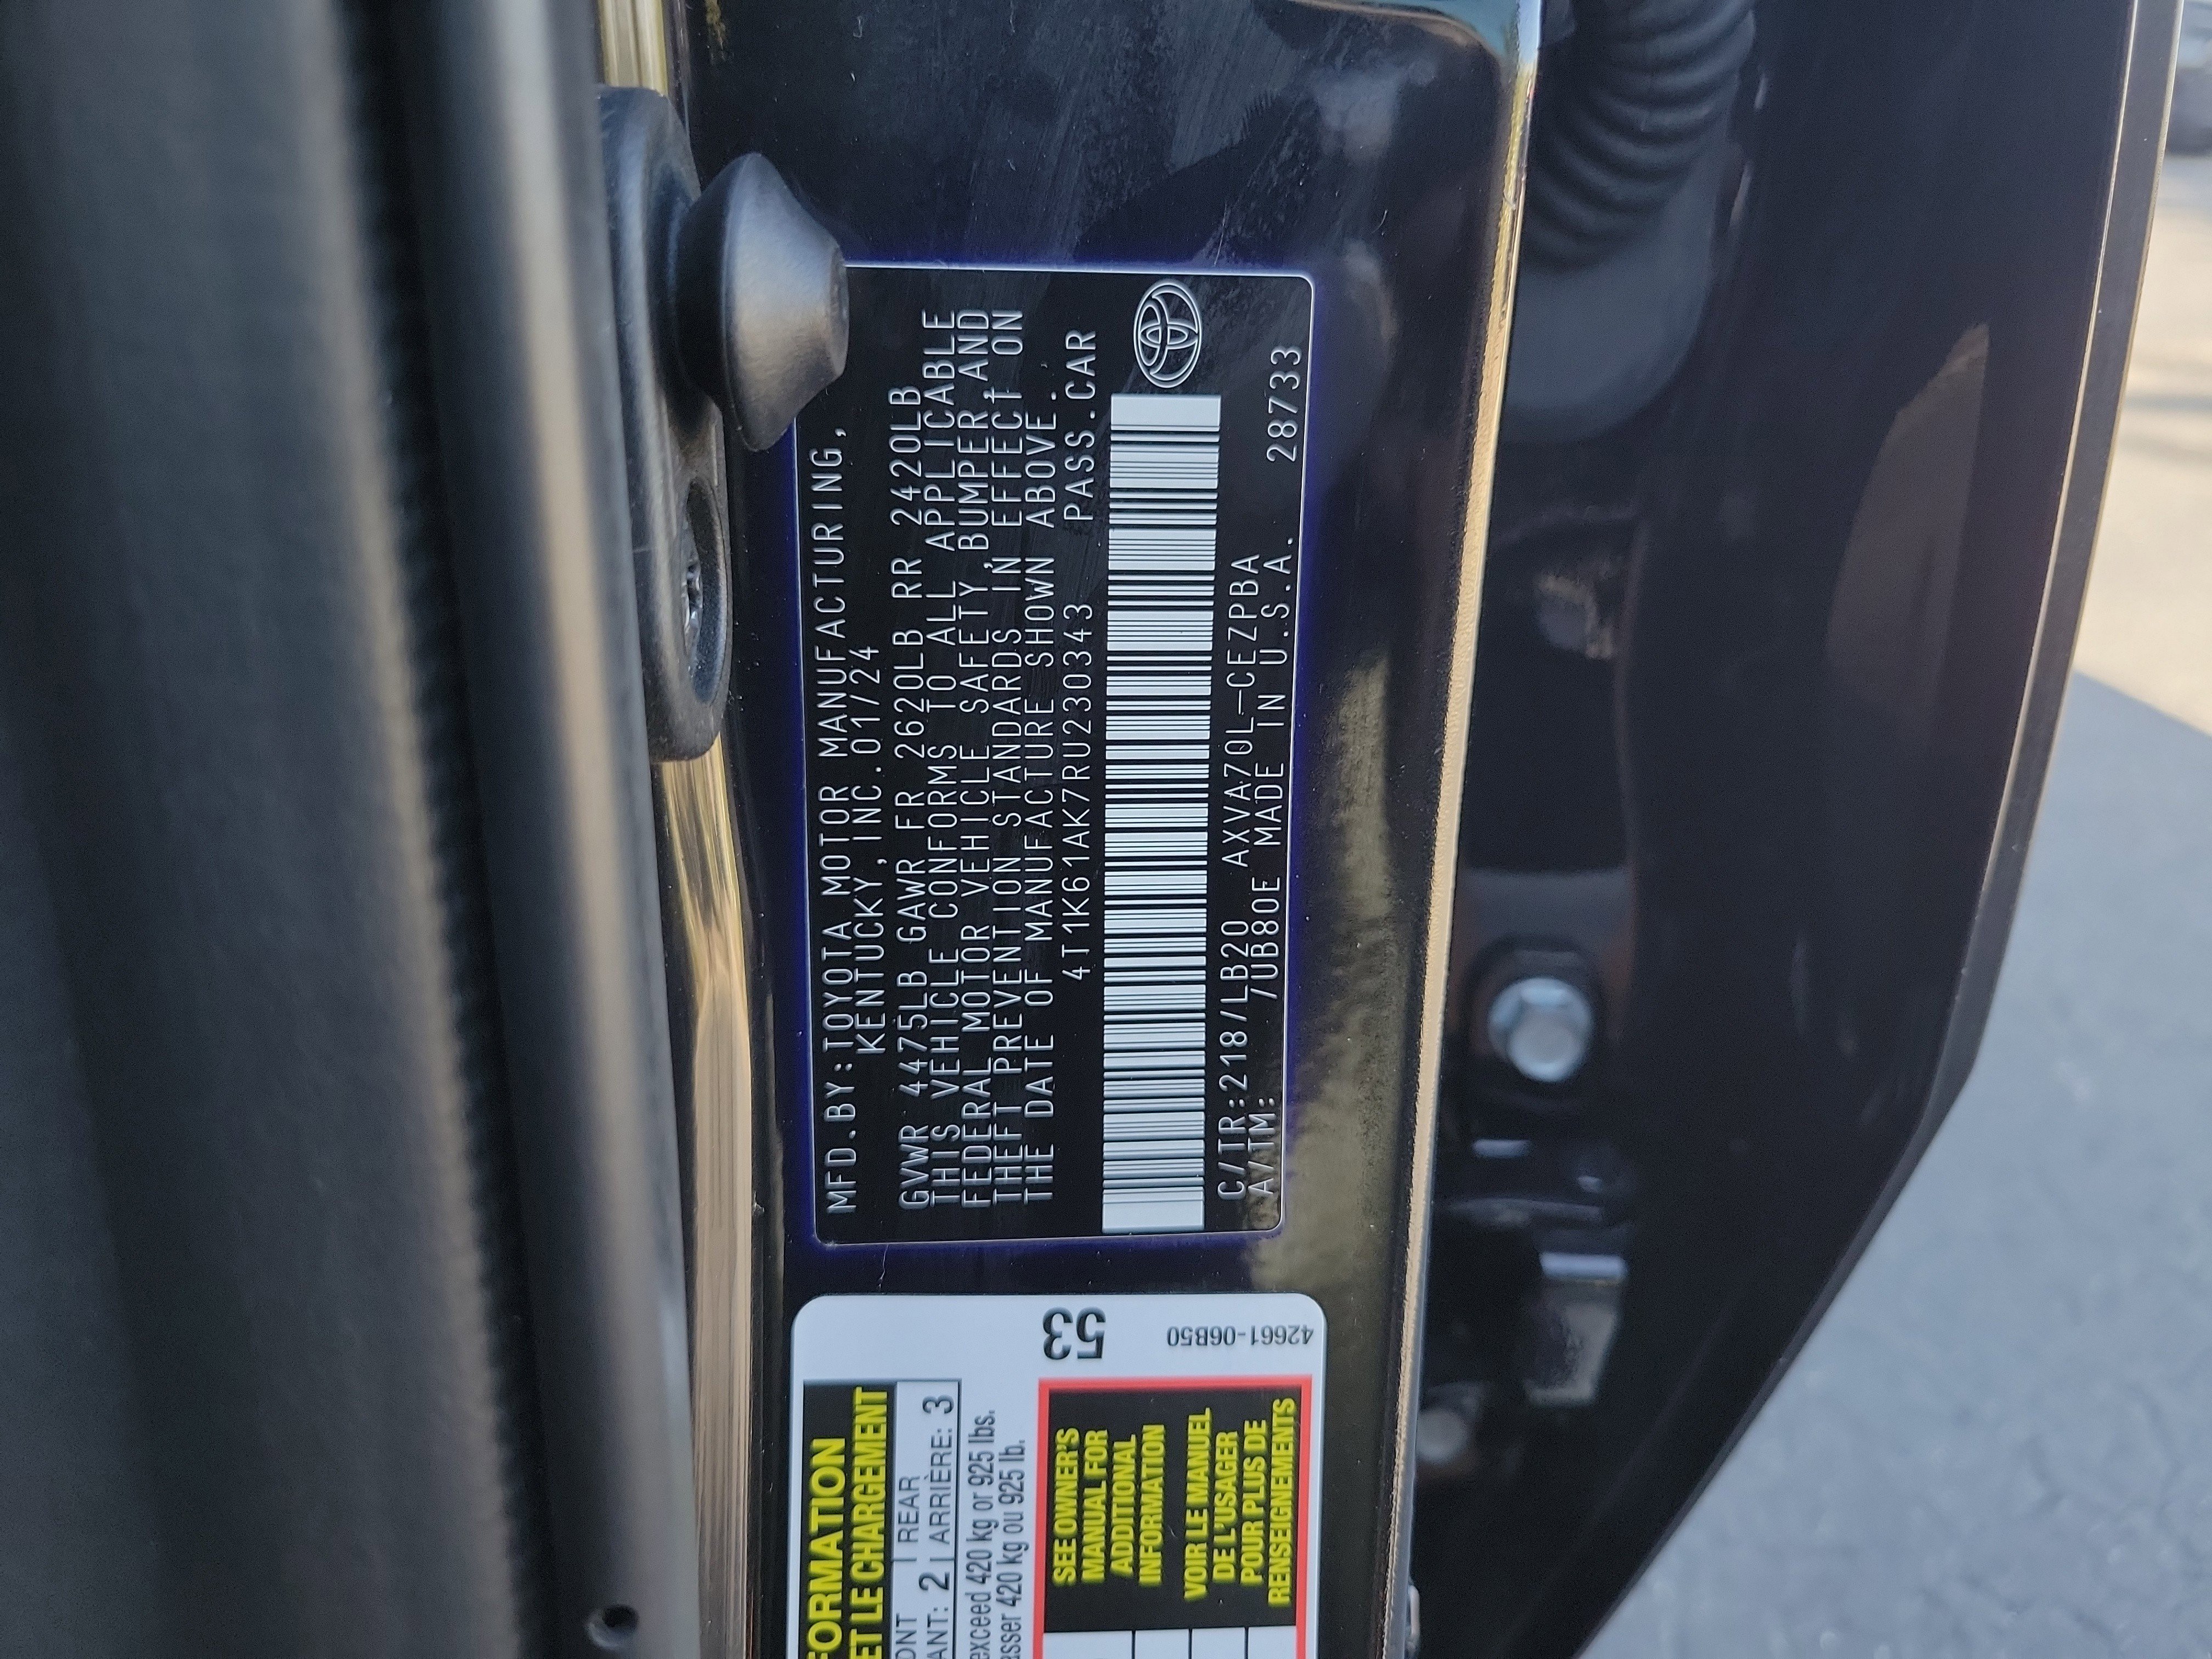 MFD.BY:TOYOTA MOTOR MANUFACTURING,
KENTUCKY,INC.01/24
GVWR 4475LB GAWR FR 2620LB RR 2420LB
THIS VEHICLE CONFORMS TO ALL APPLICABLE
FEDERAL MOTOR VEHICLE SAFETY,BUMPER,AND
THEFT PREVENTION STANDARDS IN EFFECT ON
THE DATE OF MANUFACTURE SHOWN ABOVE.
4T1K61AK7RU230343 PASS.CAR
C/TR:218/LB20 AXVA70L-CEZPBA
A/TM: /UB80E MADE IN U.S.A. 28733
53
42661-06B50
FORMATION
ET LE CHARGEMENT
ONT REAR
ANT: 2 ARRIÈRE: 3
exceed 420 kg or 925 lbs.
asser 420 kg ou 925 lb.
SEE OWNER'S
MANUAL FOR
ADDITIONAL
INFORMATION
VOIR LE MANUEL
DE L'USAGER
POUR PLUS DE
RENSEIGNEMENTS